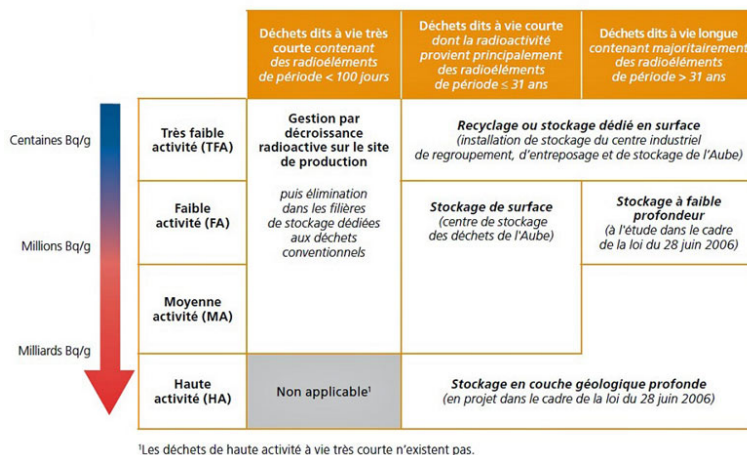 Déchets dits à vie très
courte contenant
des radioéléments
de période < 100 jours
Déchets dits à vie courte
dont la radioactivité
provient principalement
des radioéléments
de période ≤ 31 ans
Déchets dits à vie longue
contenant majoritairement
des radioéléments
de période > 31 ans
Centaines Bq/g
Très faible
activité (TFA)
Gestion par
décroissance
radioactive sur le site
de production
puis élimination
dans les filières
de stockage dédiées
aux déchets
conventionnels
Recyclage ou stockage dédié en surface
(installation de stockage du centre industriel
de regroupement, d'entreposage et de stockage de l'Aube)
Faible
activité (FA)
Stockage de surface
(centre de stockage
des déchets de l'Aube)
Stockage à faible
profondeur
(à l'étude dans le cadre
de la loi du 28 juin 2006)
Millions Bq/g
Moyenne
activité (MA)
Milliards Bq/g
Haute
activité (HA)
Non applicable¹
Stockage en couche géologique profonde
(en projet dans le cadre de la loi du 28 juin 2006)
¹Les déchets de haute activité à vie très courte n'existent pas.